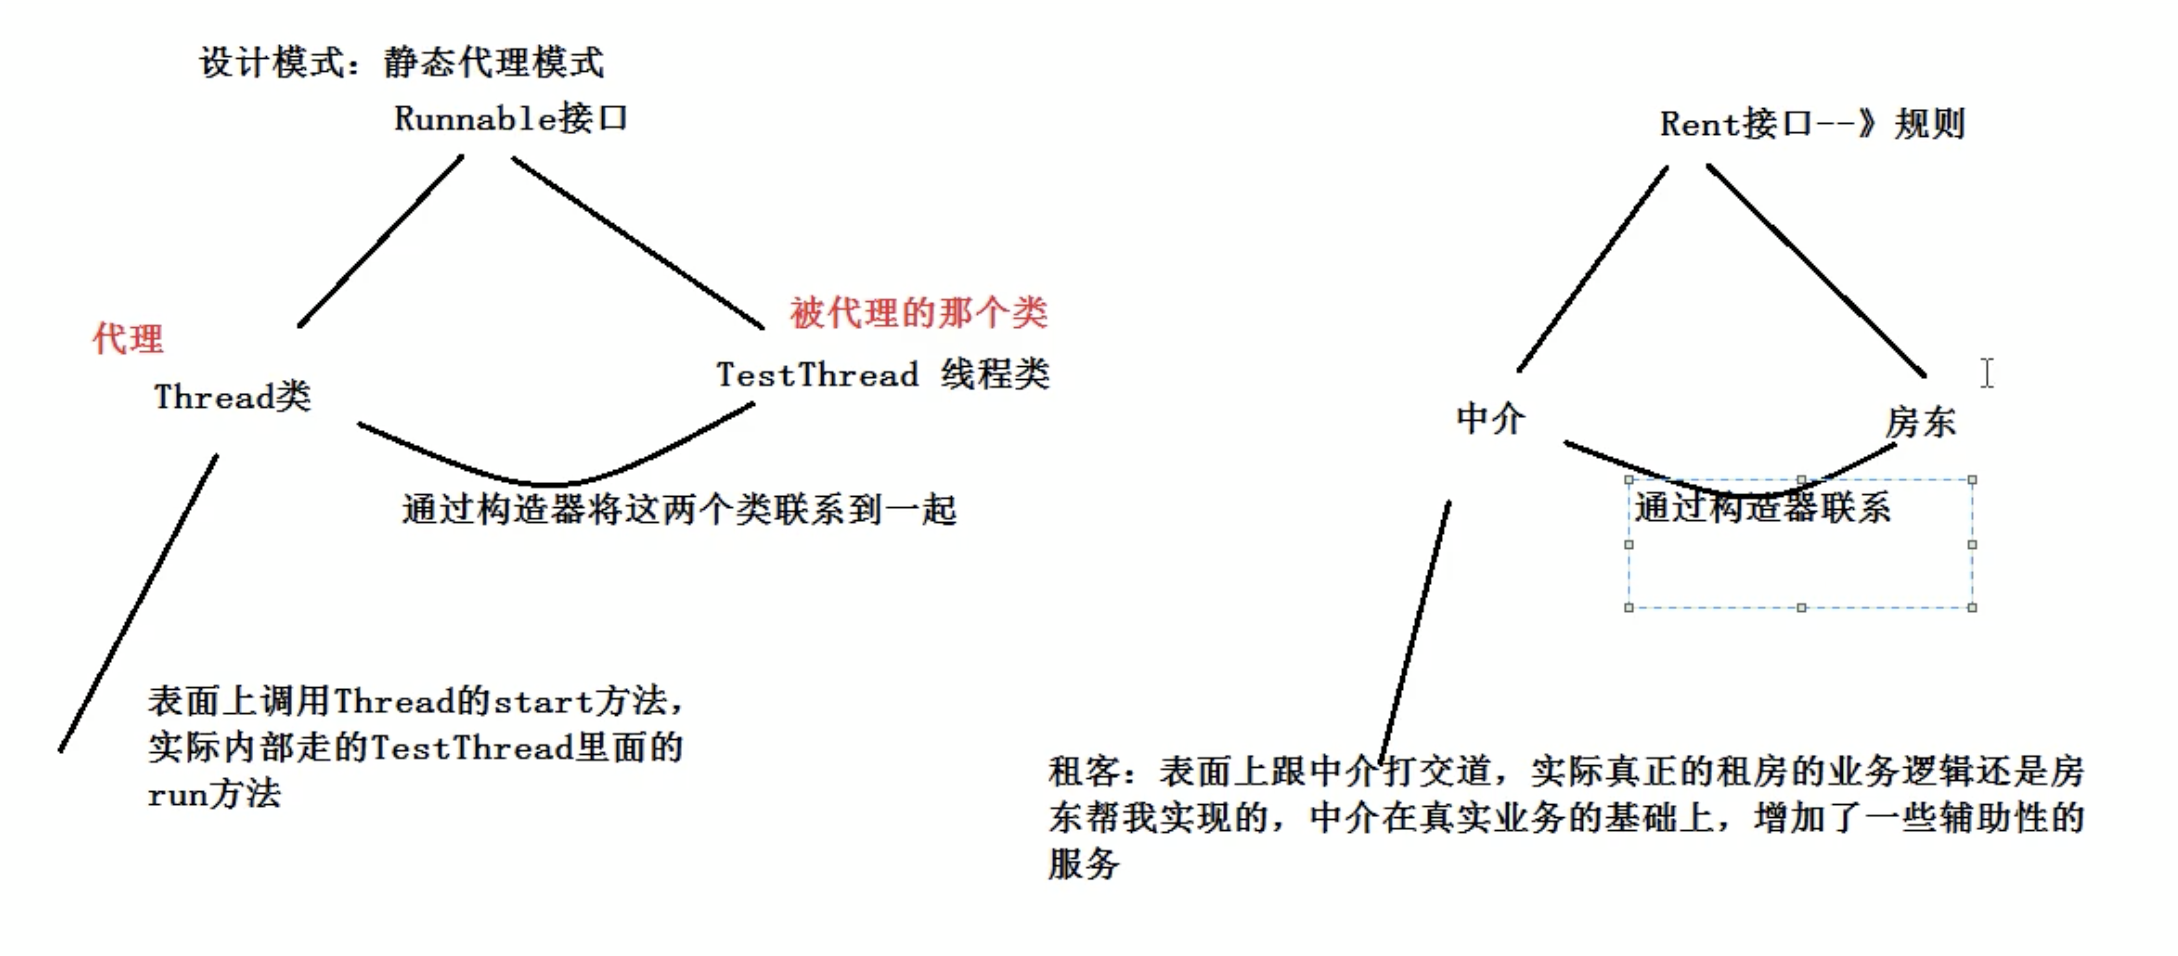 设计模式：静态代理模式
Runnable接口
代理
被代理的那个类
Thread类
TestThread 线程类
通过构造器将这两个类联系到一起
表面上调用Thread的start方法，
实际内部走的TestThread里面的
run方法
Rent接口--》规则
中介
房东
通过构造器联系
租客：表面上跟中介打交道，实际真正的租房的业务逻辑还是房
东帮我实现的，中介在真实业务的基础上，增加了一些辅助性的
服务